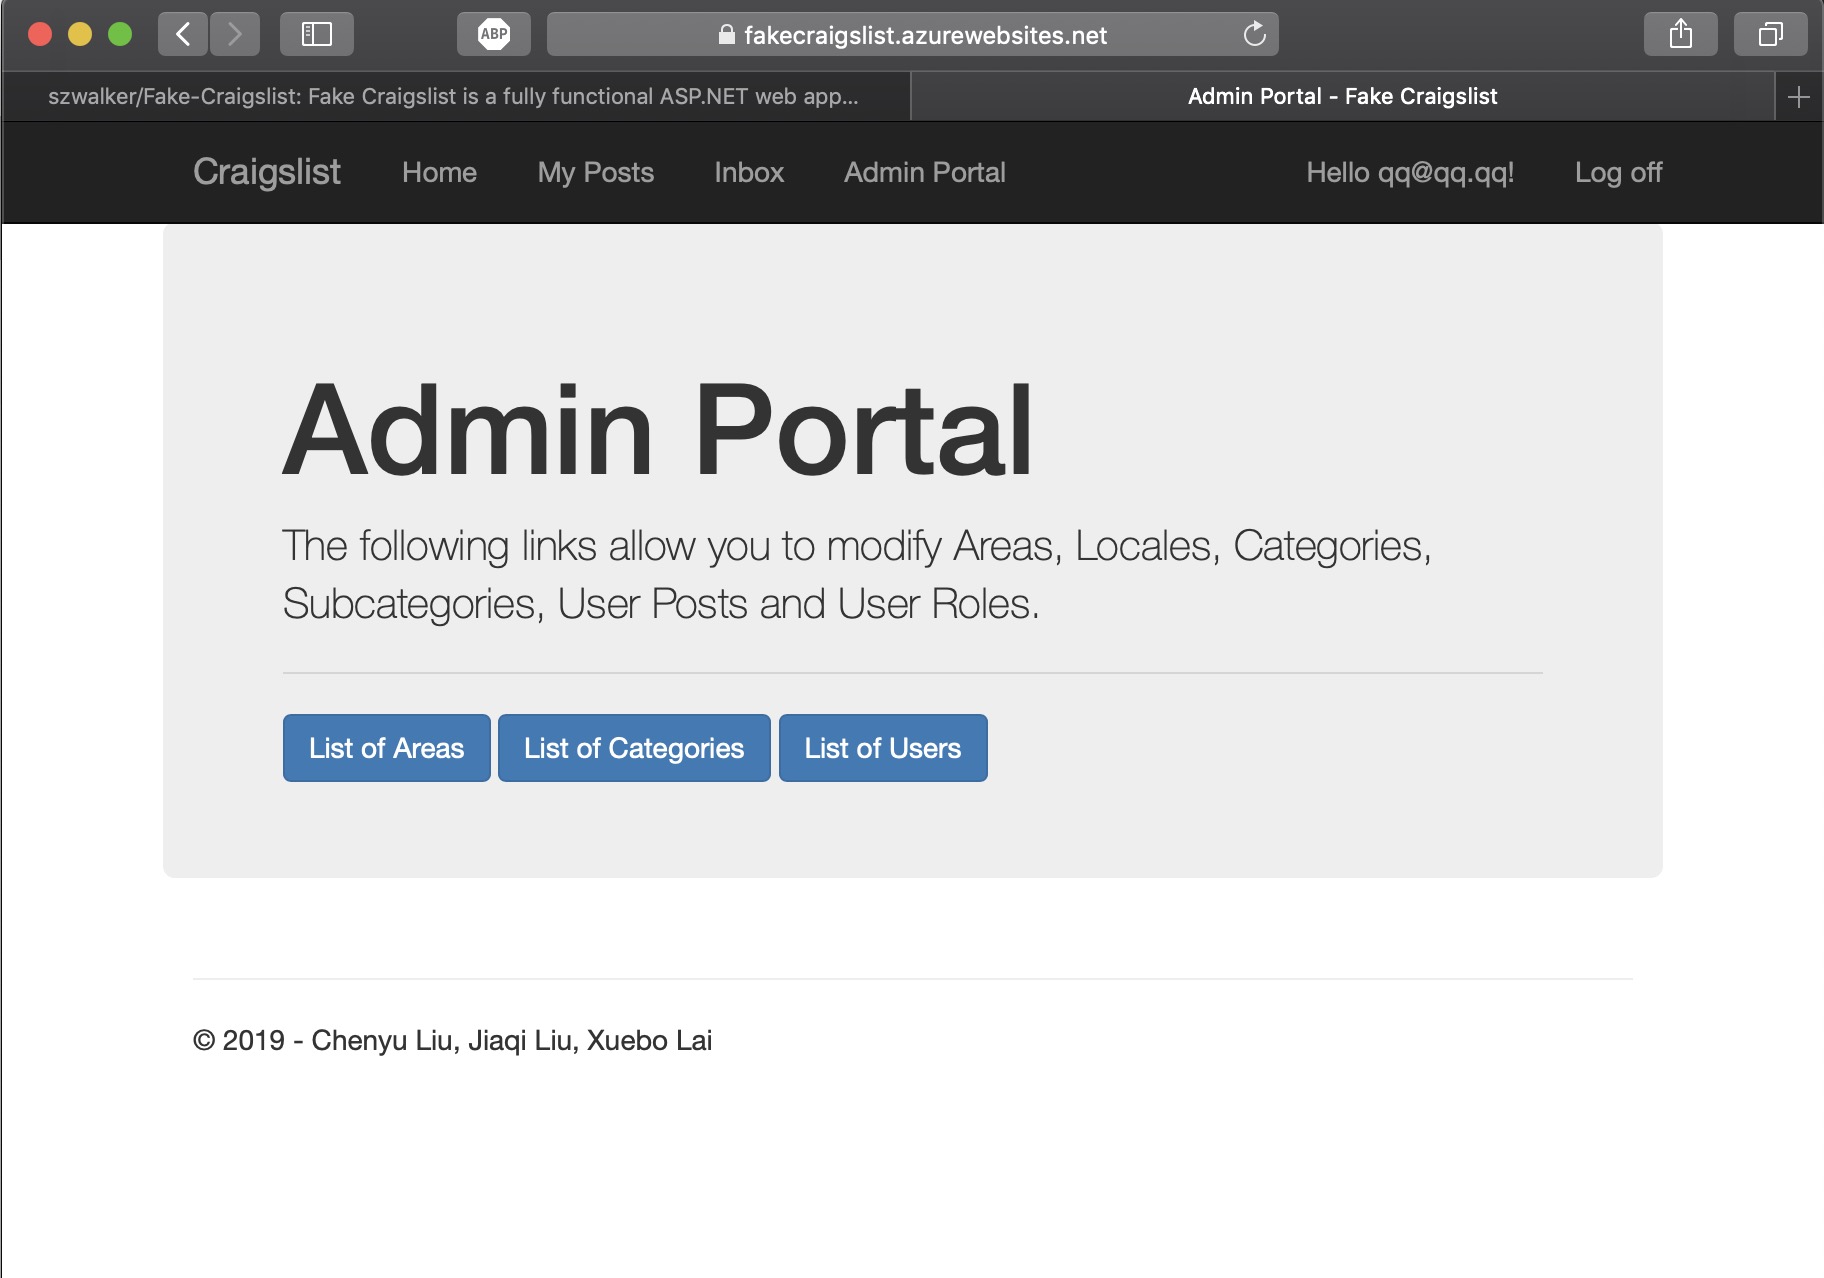 ABP
fakecraigslist.azurewebsites.net
szwalker/Fake-Craigslist: Fake Craigslist is a fully functional ASP.NET web app...
Admin Portal - Fake Craigslist
Craigslist Home My Posts Inbox Admin Portal Hello qq@qq.qq! Log off
Admin Portal
The following links allow you to modify Areas, Locales, Categories,
Subcategories, User Posts and User Roles.
List of Areas List of Categories List of Users
© 2019 - Chenyu Liu, Jiaqi Liu, Xuebo Lai